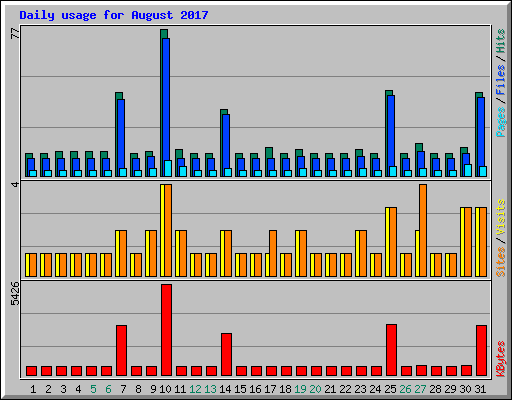 Daily usage for August 2017
77
Pages / Files / Hits
4
Sites / Visits
5426
KBytes
1 2 3 4 5 6 7 8 9 10 11 12 13 14 15 16 17 18 19 20 21 22 23 24 25 26 27 28 29 30 31